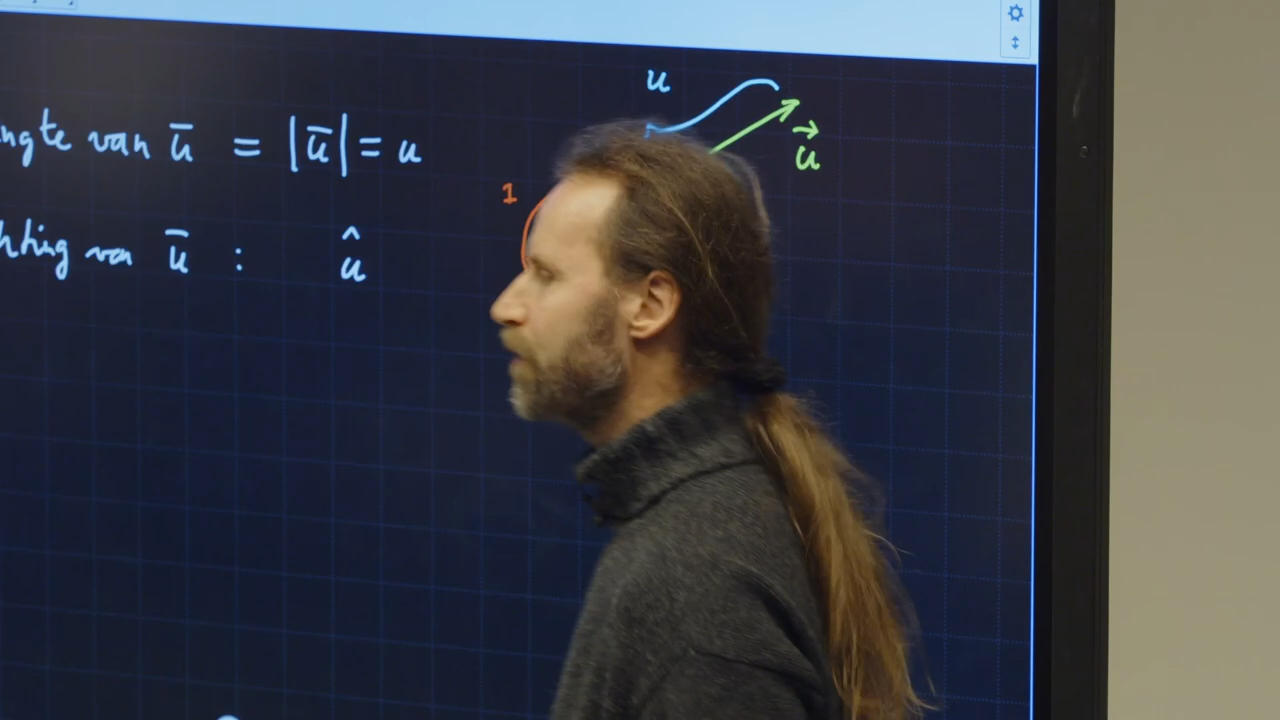 u
ngte van u̅ = |u̅| = u
u⃗
1
hting van u̅ : û